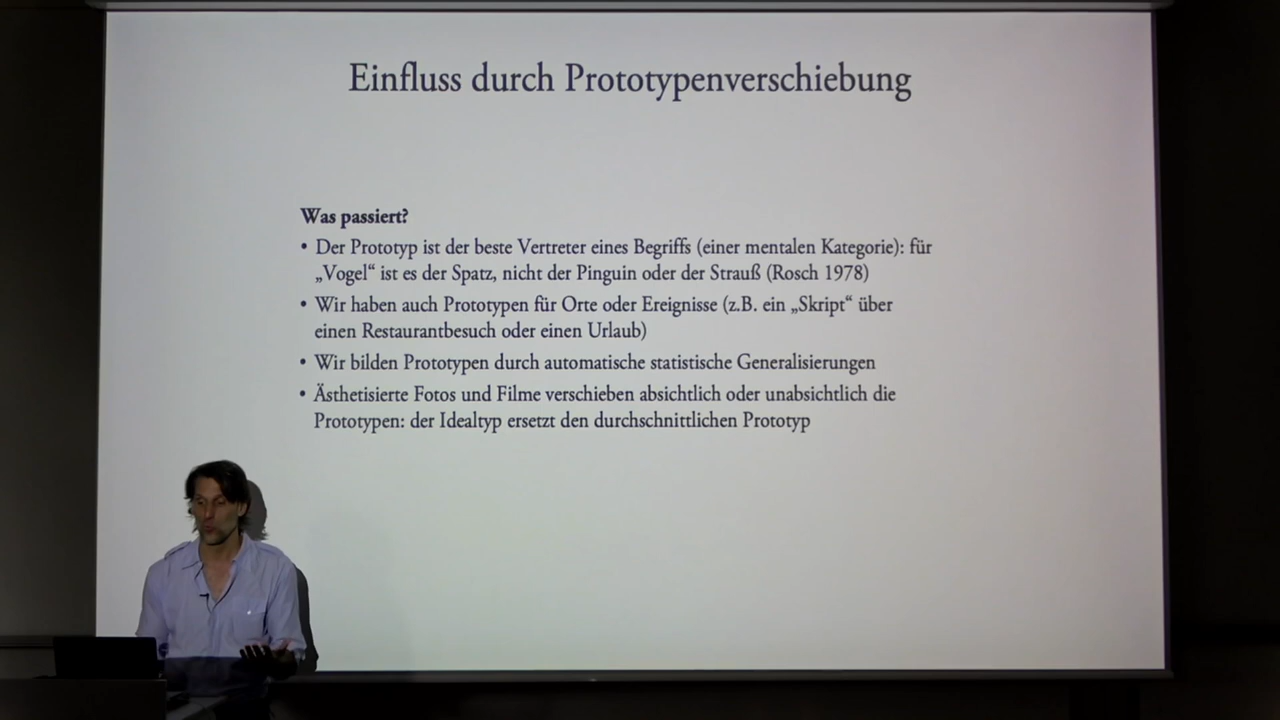 Einfluss durch Prototypenverschiebung
Was passiert?
• Der Prototyp ist der beste Vertreter eines Begriffs (einer mentalen Kategorie): für
„Vogel“ ist es der Spatz, nicht der Pinguin oder der Strauß (Rosch 1978)
• Wir haben auch Prototypen für Orte oder Ereignisse (z.B. ein „Skript“ über
einen Restaurantbesuch oder einen Urlaub)
• Wir bilden Prototypen durch automatische statistische Generalisierungen
• Ästhetisierte Fotos und Filme verschieben absichtlich oder unabsichtlich die
Prototypen: der Idealtyp ersetzt den durchschnittlichen Prototyp